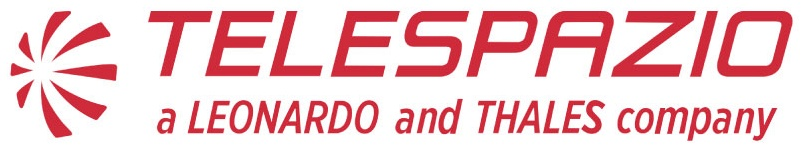 TELESPAZIO
a LEONARDO and THALES company